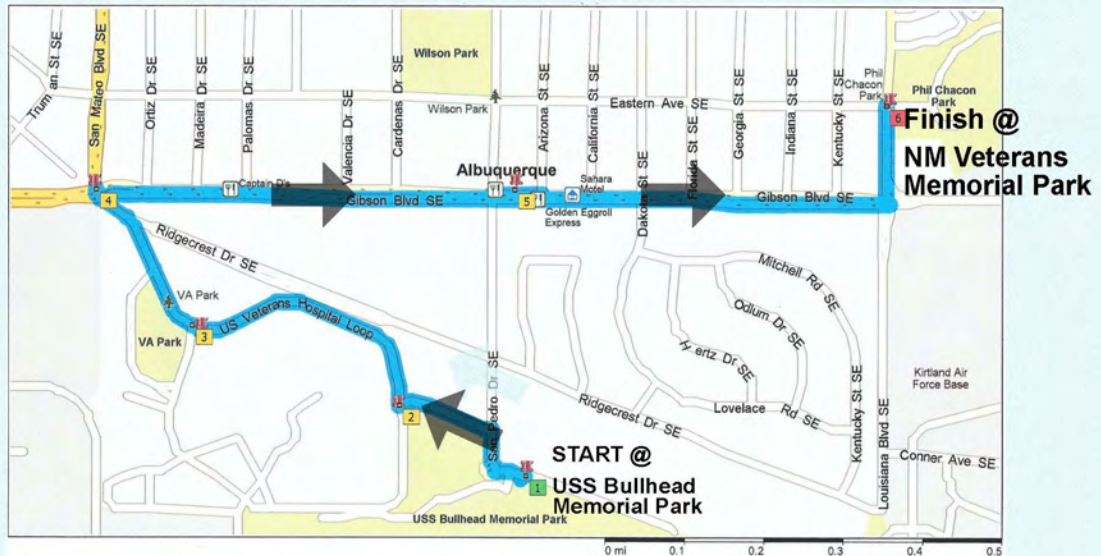 Wilson Park
Trum an St SE
San Mateo Blvd SE
Ortiz Dr SE
Madeira Dr SE
Palomas Dr SE
Valencia Dr SE
Cardenas Dr SE
Wilson Park
Arizona St SE
California St SE
Eastern Ave SE
Florida St SE
Georgia St SE
Indiana St SE
Kentucky St SE
Phil
Chacon
Park
Phil Chacon
Park
6
Finish @
NM Veterans
Memorial Park
Captain D's
Albuquerque
Sahara
Motel
4
Gibson Blvd SE
5
Golden Eggroll
Express
Dakota St SE
Gibson Blvd SE
Ridgecrest Dr SE
Mitchell Rd SE
VA Park
US Veterans Hospital Loop
Odlum Dr SE
VA Park
3
H ertz Dr SE
Kirtland Air
Force Base
2
San Pedro Dr SE
Ridgecrest Dr SE
Lovelace Rd SE
Kentucky St SE
Louisiana Blvd SE
Conner Ave SE
START @
1
USS Bullhead
Memorial Park
USS Bullhead Memorial Park
0 mi 0.1 0.2 0.3 0.4 0.5